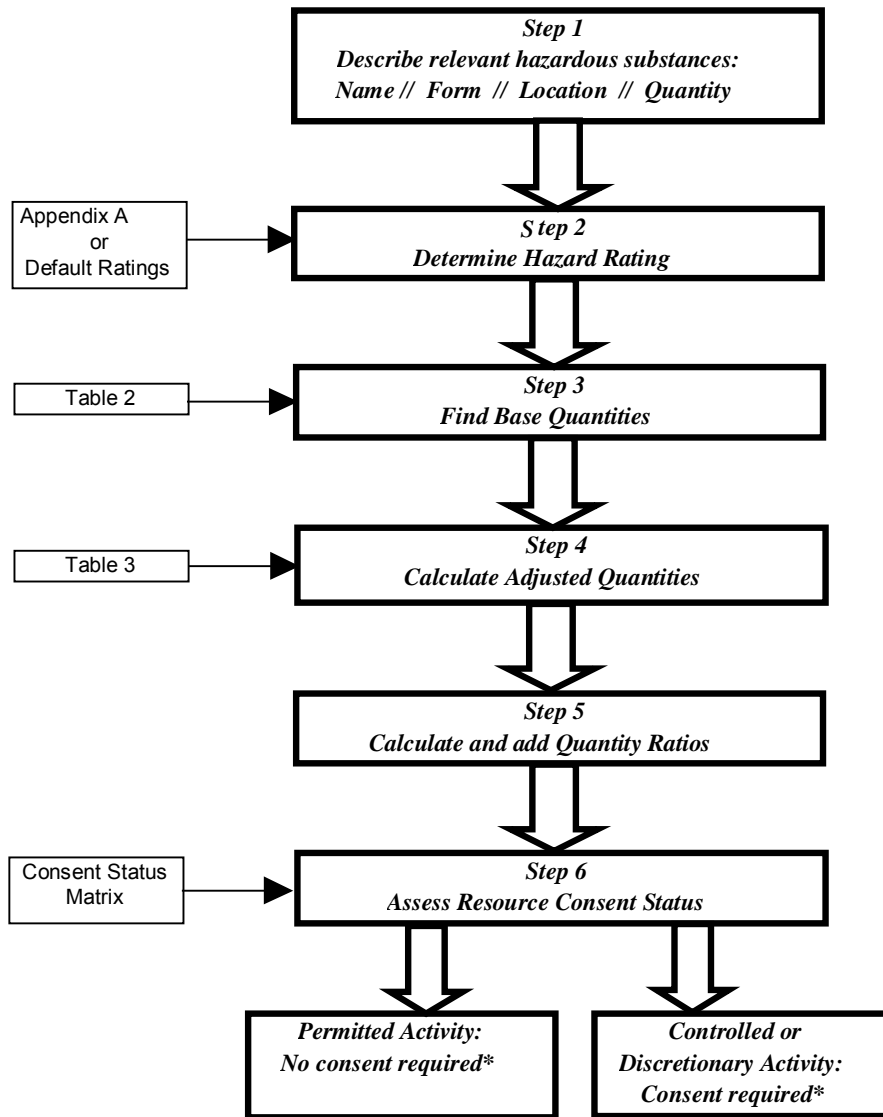 Step 1
Describe relevant hazardous substances:
Name // Form // Location // Quantity
Appendix A
or
Default Ratings
S tep 2
Determine Hazard Rating
Table 2
Step 3
Find Base Quantities
Table 3
Step 4
Calculate Adjusted Quantities
Step 5
Calculate and add Quantity Ratios
Consent Status
Matrix
Step 6
Assess Resource Consent Status
Permitted Activity:
No consent required*
Controlled or
Discretionary Activity:
Consent required*